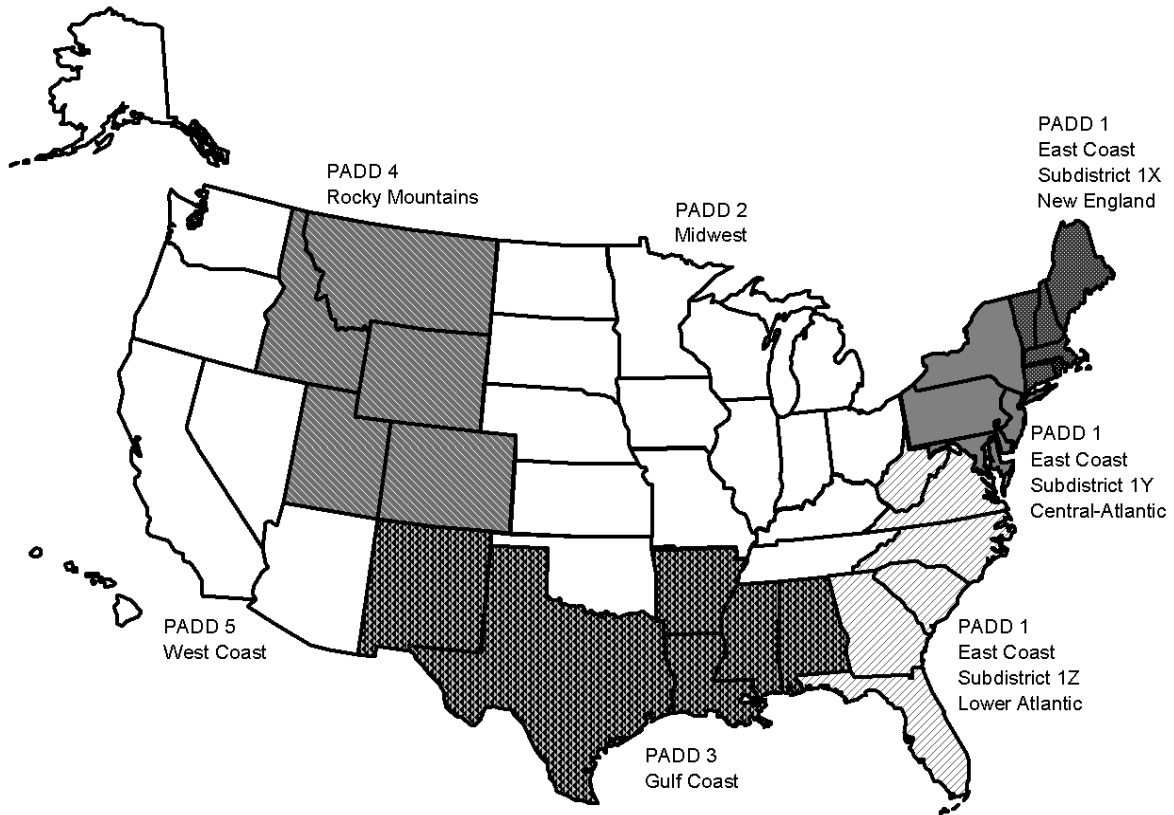 PADD 1
East Coast
Subdistrict 1X
New England
PADD 4
Rocky Mountains
PADD 2
Midwest
PADD 1
East Coast
Subdistrict 1Y
Central-Atlantic
PADD 5
West Coast
PADD 1
East Coast
Subdistrict 1Z
Lower Atlantic
PADD 3
Gulf Coast